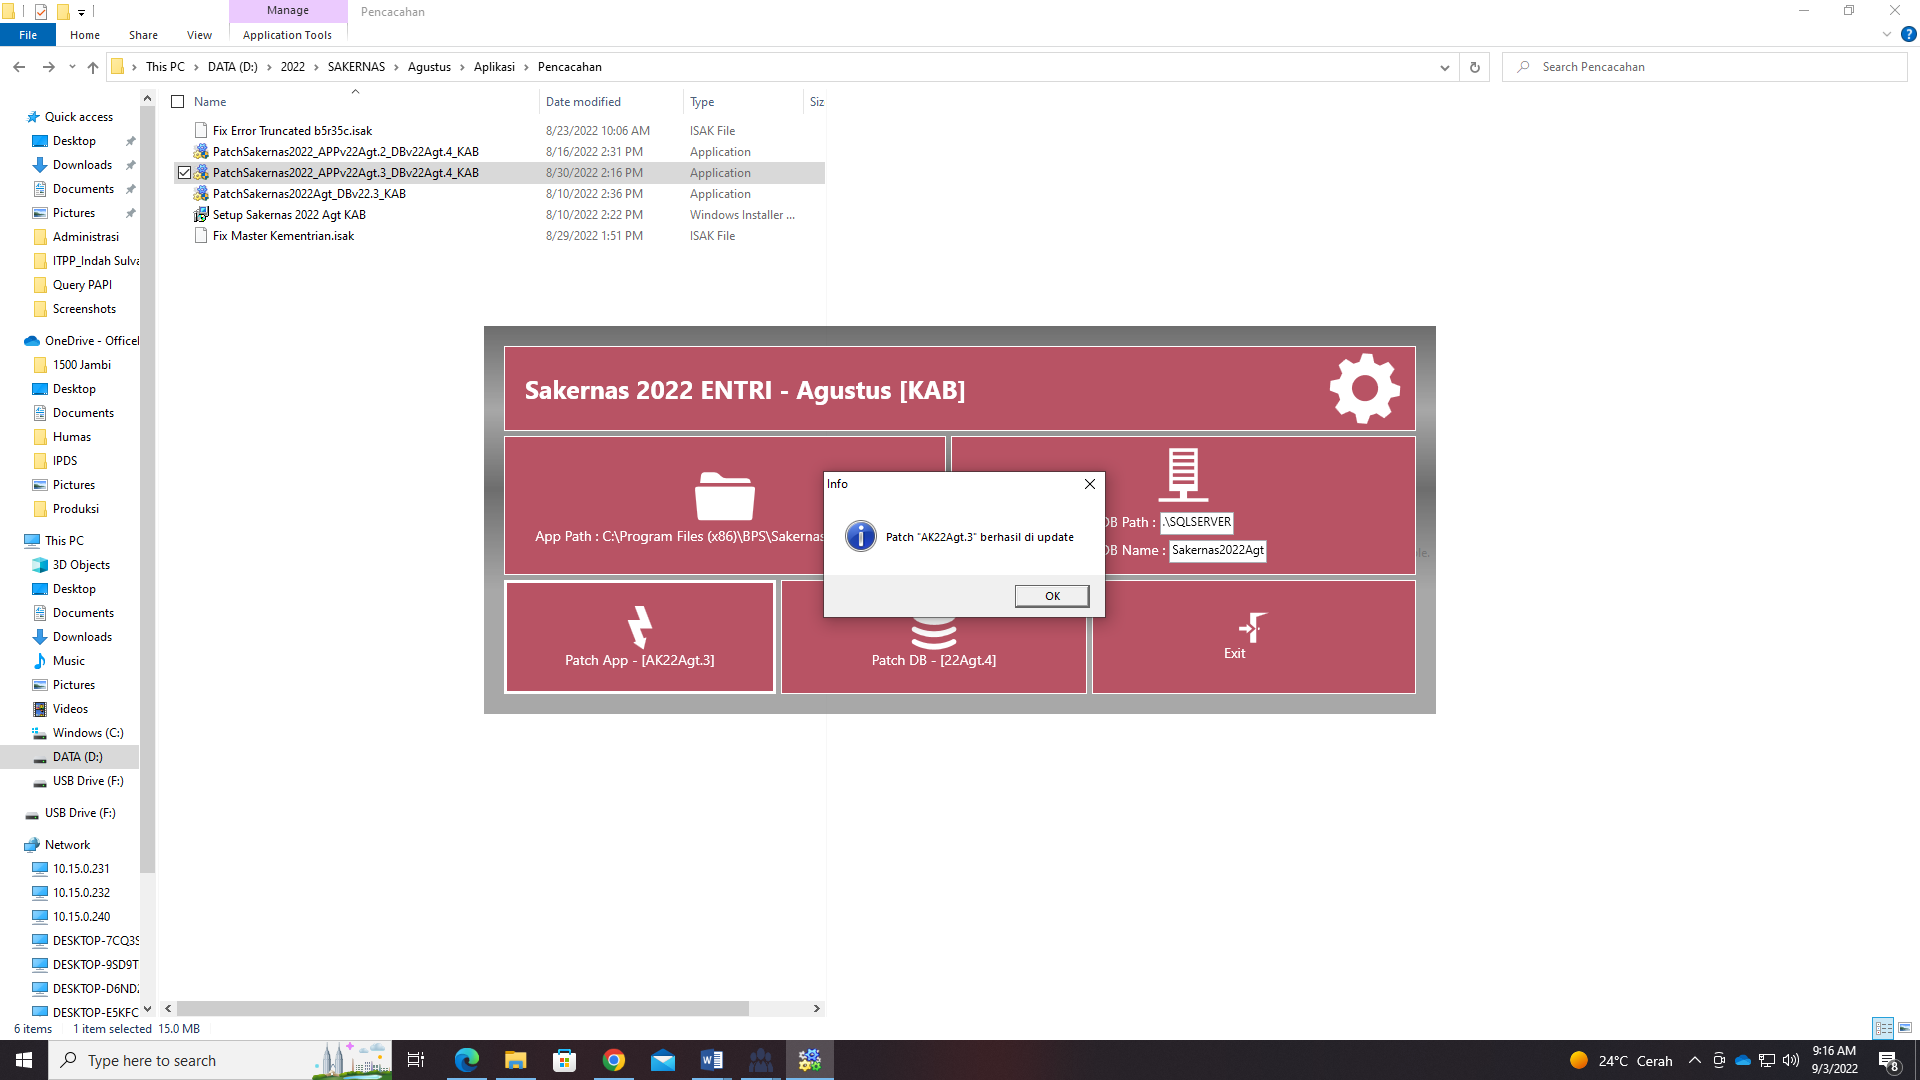 Manage
Pencacahan
File
Home
Share
View
Application Tools
This PC > DATA (D:) > 2022 > SAKERNAS > Agustus > Aplikasi > Pencacahan
Search Pencacahan
Name
Date modified
Type
Siz
Fix Error Truncated b5r35c.isak 8/23/2022 10:06 AM ISAK File
PatchSakernas2022_APPv22Agt.2_DBv22Agt.4_KAB 8/16/2022 2:31 PM Application
PatchSakernas2022_APPv22Agt.3_DBv22Agt.4_KAB 8/30/2022 2:16 PM Application
PatchSakernas2022Agt_DBv22.3_KAB 8/10/2022 2:36 PM Application
Setup Sakernas 2022 Agt KAB 8/10/2022 2:22 PM Windows Installer ...
Fix Master Kementrian.isak 8/29/2022 1:51 PM ISAK File
Quick access
Desktop
Downloads
Documents
Pictures
Administrasi
ITPP_Indah Sulva
Query PAPI
Screenshots
OneDrive - Officel
1500 Jambi
Desktop
Documents
Humas
IPDS
Pictures
Produksi
This PC
3D Objects
Desktop
Documents
Downloads
Music
Pictures
Videos
Windows (C:)
DATA (D:)
USB Drive (F:)
USB Drive (F:)
Network
10.15.0.231
10.15.0.232
10.15.0.240
DESKTOP-7CQ3S
DESKTOP-9SD9T
DESKTOP-D6ND
DESKTOP-E5KFC
Sakernas 2022 ENTRI - Agustus [KAB]
App Path : C:\Program Files (x86)\BPS\Sakernas
DB Path : .\SQLSERVER
DB Name : Sakernas2022Agt
ole.
Info
Patch "AK22Agt.3" berhasil di update
OK
Patch App - [AK22Agt.3]
Patch DB - [22Agt.4]
Exit
6 items
1 item selected 15.0 MB
Type here to search
24°C Cerah
9:16 AM
9/3/2022
8